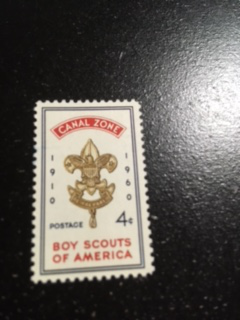 CANAL ZONE
1910
1960
POSTAGE 4¢
BOY SCOUTS
OF AMERICA